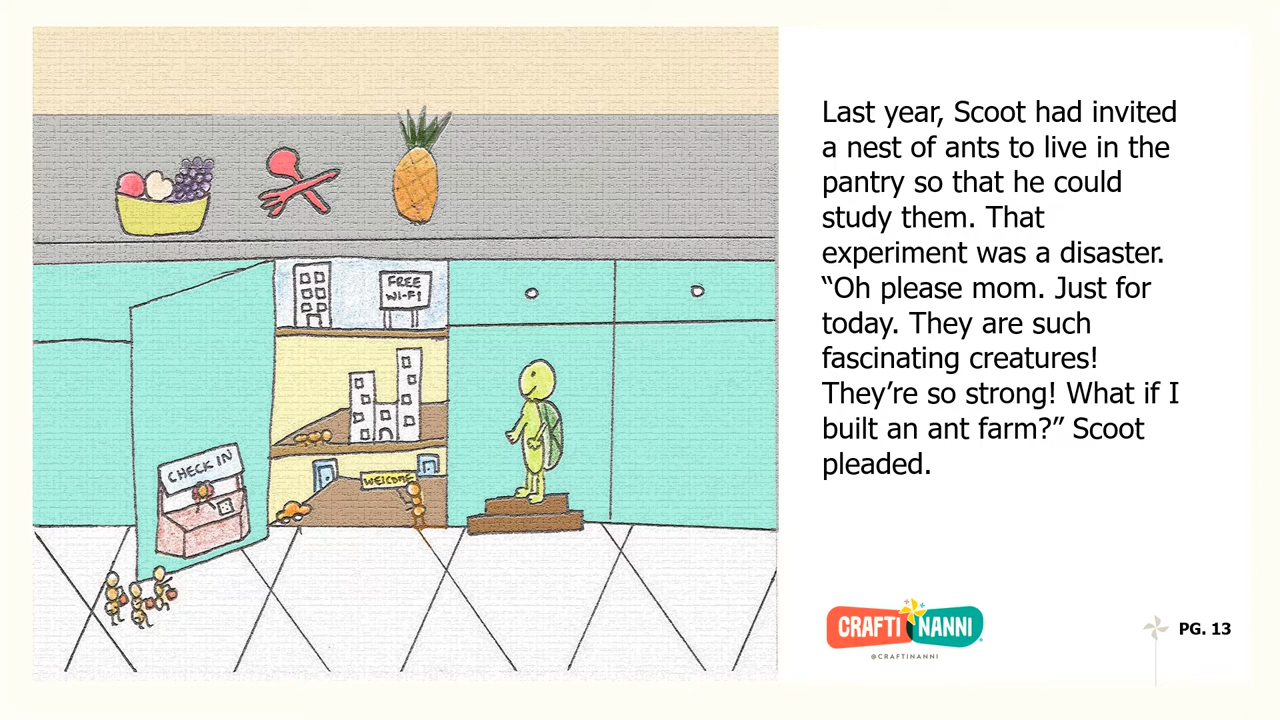 Last year, Scoot had invited
a nest of ants to live in the
pantry so that he could
study them. That
experiment was a disaster.
“Oh please mom. Just for
today. They are such
fascinating creatures!
They’re so strong! What if I
built an ant farm?” Scoot
pleaded.
FREE
WI-FI
CHECK IN
WELCOME
CRAFTI NANNI
@CRAFTINANNI
PG. 13